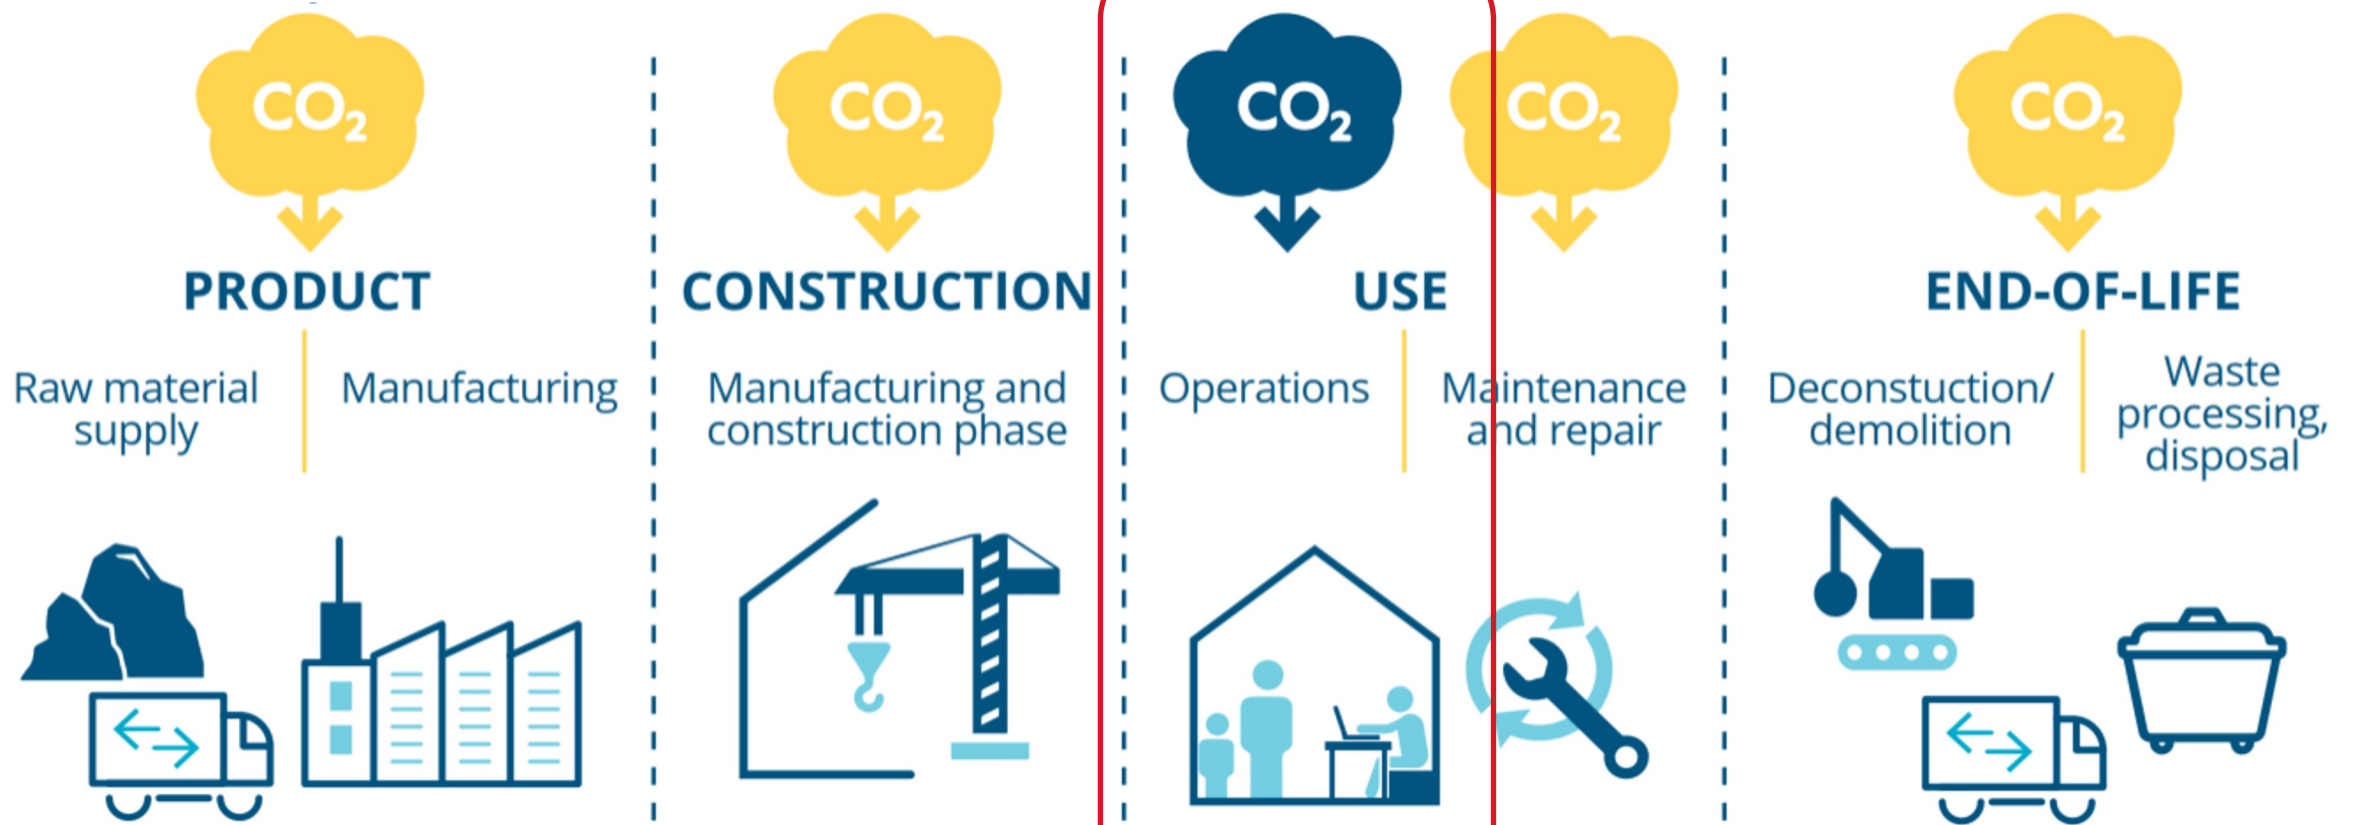 CO₂
CO₂
CO₂
CO₂
CO₂
PRODUCT
CONSTRUCTION
USE
END-OF-LIFE
Raw material
supply
Manufacturing
Manufacturing and
construction phase
Operations
Maintenance
and repair
Deconstuction/
demolition
Waste
processing,
disposal